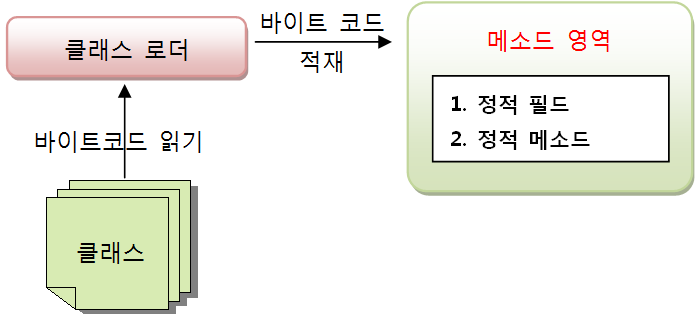 클래스 로더
바이트 코드
적재
메소드 영역
1. 정적 필드
2. 정적 메소드
바이트코드 읽기
클래스